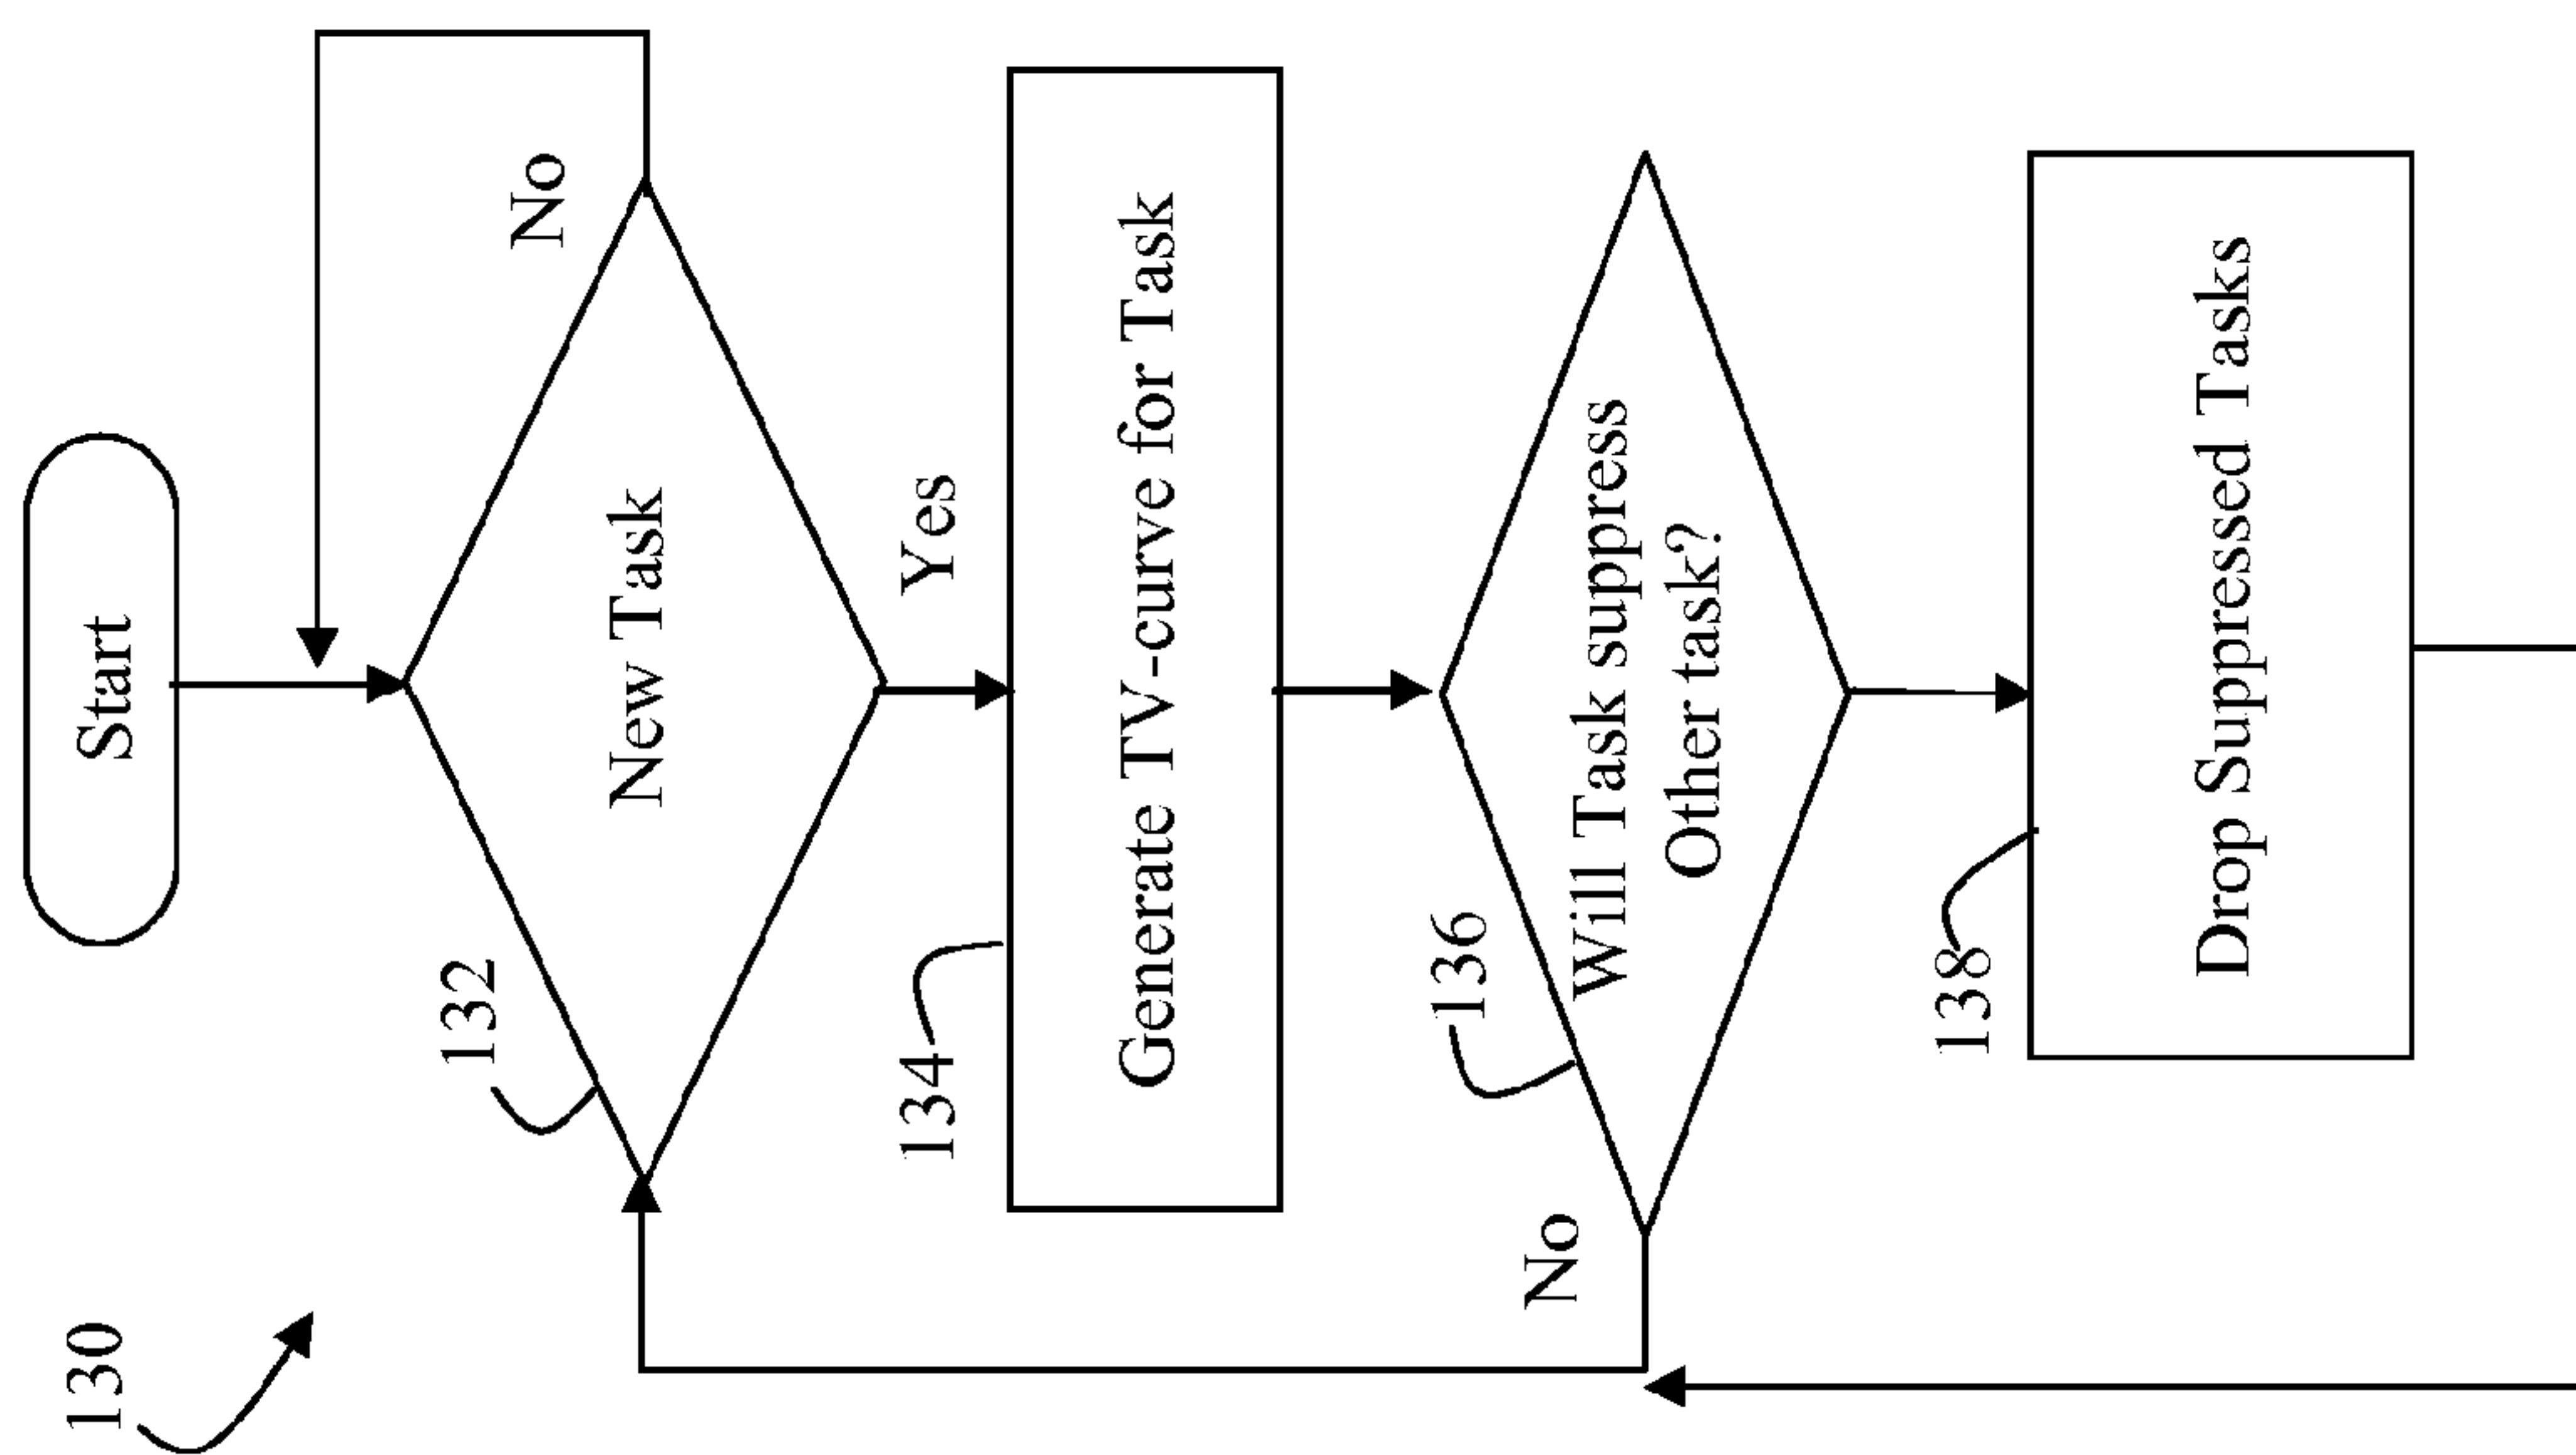 130
Start
132
New Task
No
Yes
134
Generate TV-curve for Task
136
Will Task suppress
Other task?
No
138
Drop Suppressed Tasks